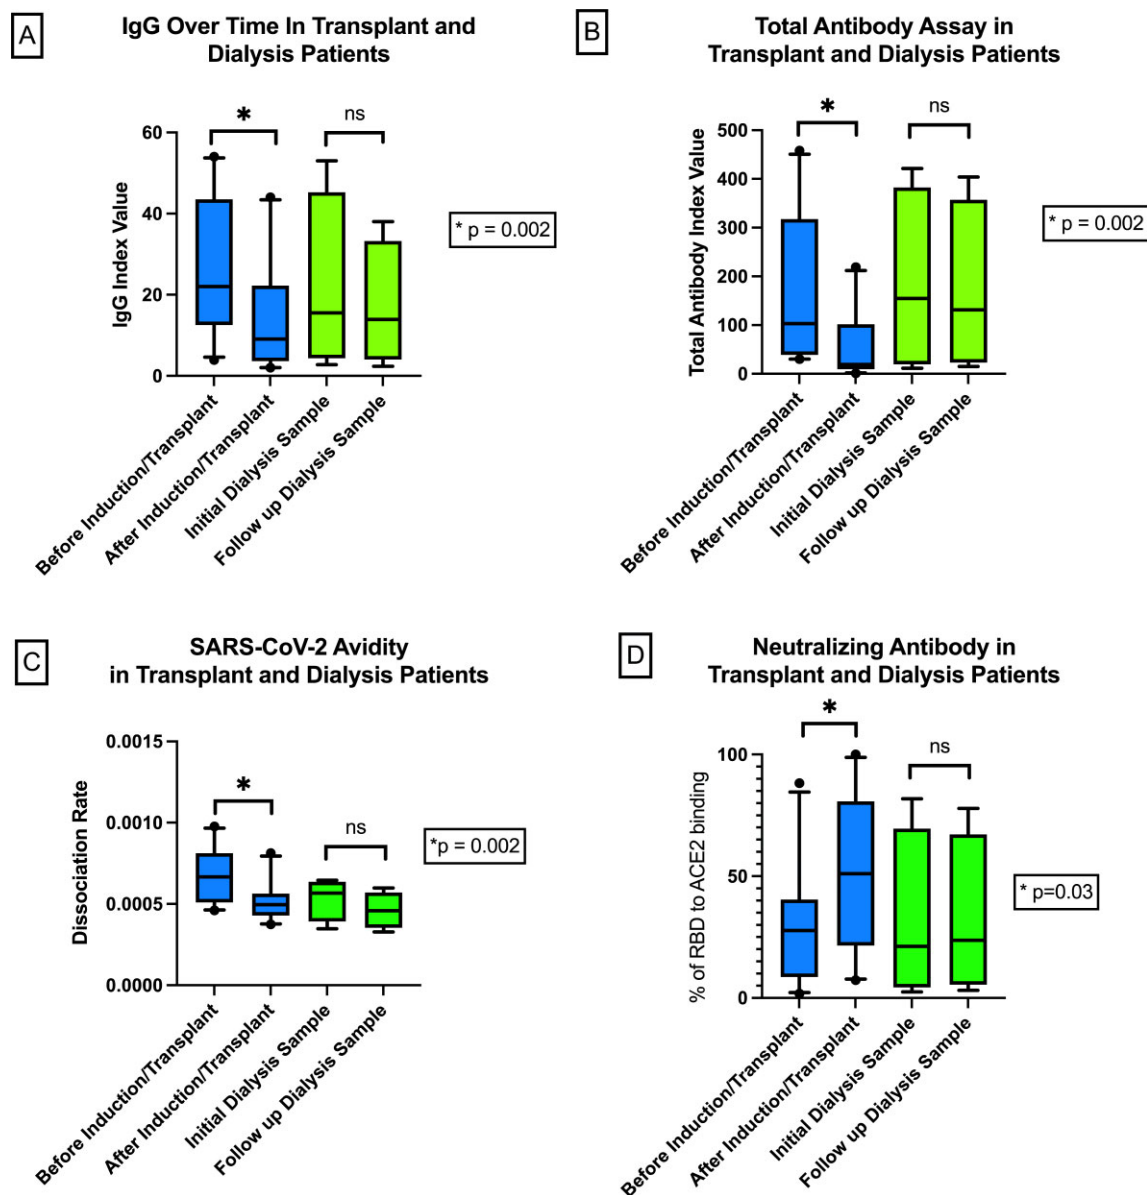 A
IgG Over Time In Transplant and
Dialysis Patients
IgG Index Value
60
40
20
0
*
ns
* p = 0.002
Before Induction/Transplant
After Induction/Transplant
Initial Dialysis Sample
Follow up Dialysis Sample
B
Total Antibody Assay in
Transplant and Dialysis Patients
Total Antibody Index Value
500
400
300
200
100
0
*
ns
* p = 0.002
Before Induction/Transplant
After Induction/Transplant
Initial Dialysis Sample
Follow up Dialysis Sample
C
SARS-CoV-2 Avidity
in Transplant and Dialysis Patients
Dissociation Rate
0.0015
0.0010
0.0005
0.0000
*
ns
*p = 0.002
Before Induction/Transplant
After Induction/Transplant
Initial Dialysis Sample
Follow up Dialysis Sample
D
Neutralizing Antibody in
Transplant and Dialysis Patients
% of RBD to ACE2 binding
100
50
0
*
ns
* p=0.03
Before Induction/Transplant
After Induction/Transplant
Initial Dialysis Sample
Follow up Dialysis Sample